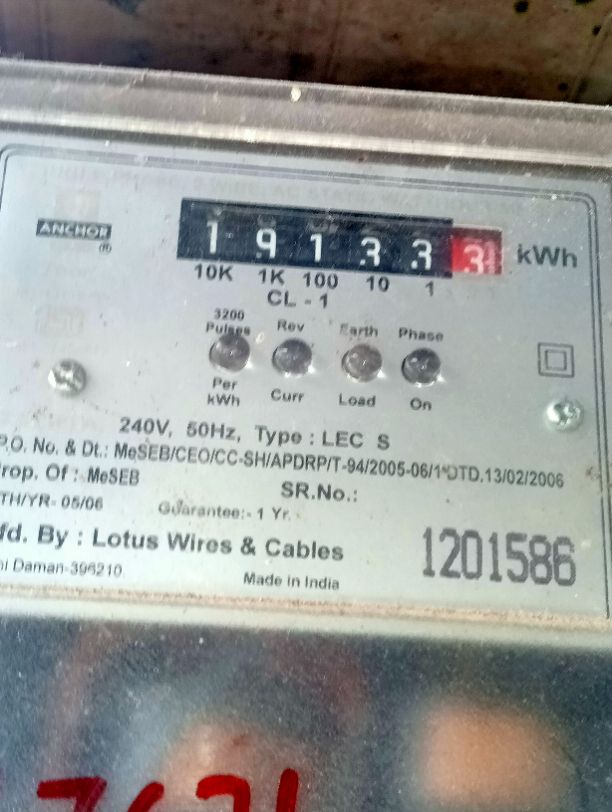 ANCHOR
®
1 9 1 3 3 3 kWh
10K 1K 100 10 1
CL - 1
3200 Pulses Per kWh
Rev Curr
Earth Load
Phase On
240V, 50Hz, Type : LEC S
P.O. No. & Dt.: MeSEB/CEO/CC-SH/APDRP/T-94/2005-06/1 DTD.13/02/2006
Prop. Of : MeSEB
SR.No.:
TH/YR- 05/06
Guarantee:- 1 Yr.
fd. By : Lotus Wires & Cables
1201586
Daman-396210
Made in India